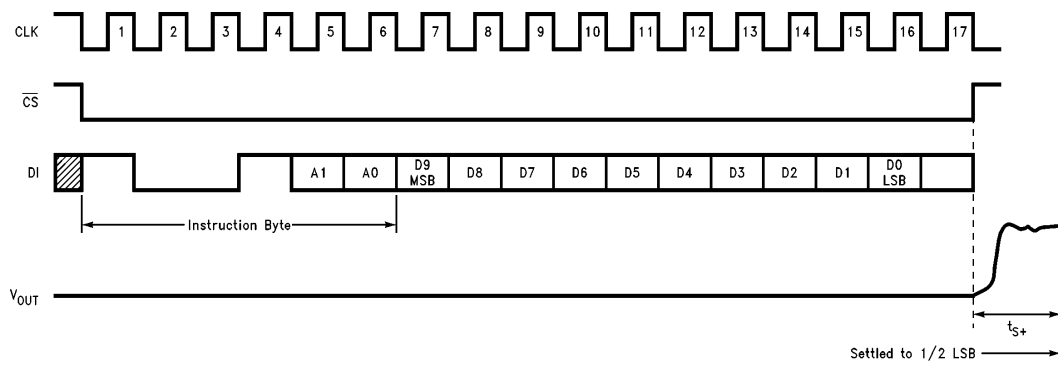 CLK 1 2 3 4 5 6 7 8 9 10 11 12 13 14 15 16 17
CS
DI A1 A0 D9 D8 D7 D6 D5 D4 D3 D2 D1 D0
MSB LSB
Instruction Byte
VOUT
tS+
Settled to 1/2 LSB